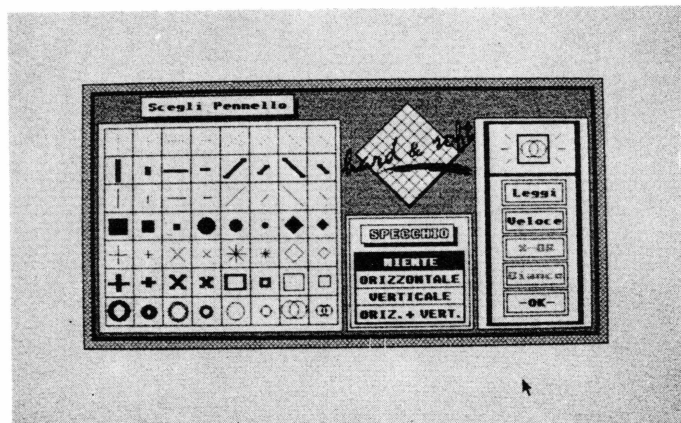 Scegli Pennello
hard & soft
SPECCHIO
NIENTE
ORIZZONTALE
VERTICALE
ORIZ.+ VERT.
Leggi
Veloce
X-OR
Bianco
-OK-